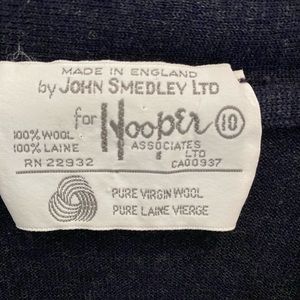 MADE IN ENGLAND
by JOHN SMEDLEY LTD
for Hooper 10
ASSOCIATES
LTD
100% WOOL
100% LAINE
RN 22932
CA00937
PURE VIRGIN WOOL
PURE LAINE VIERGE